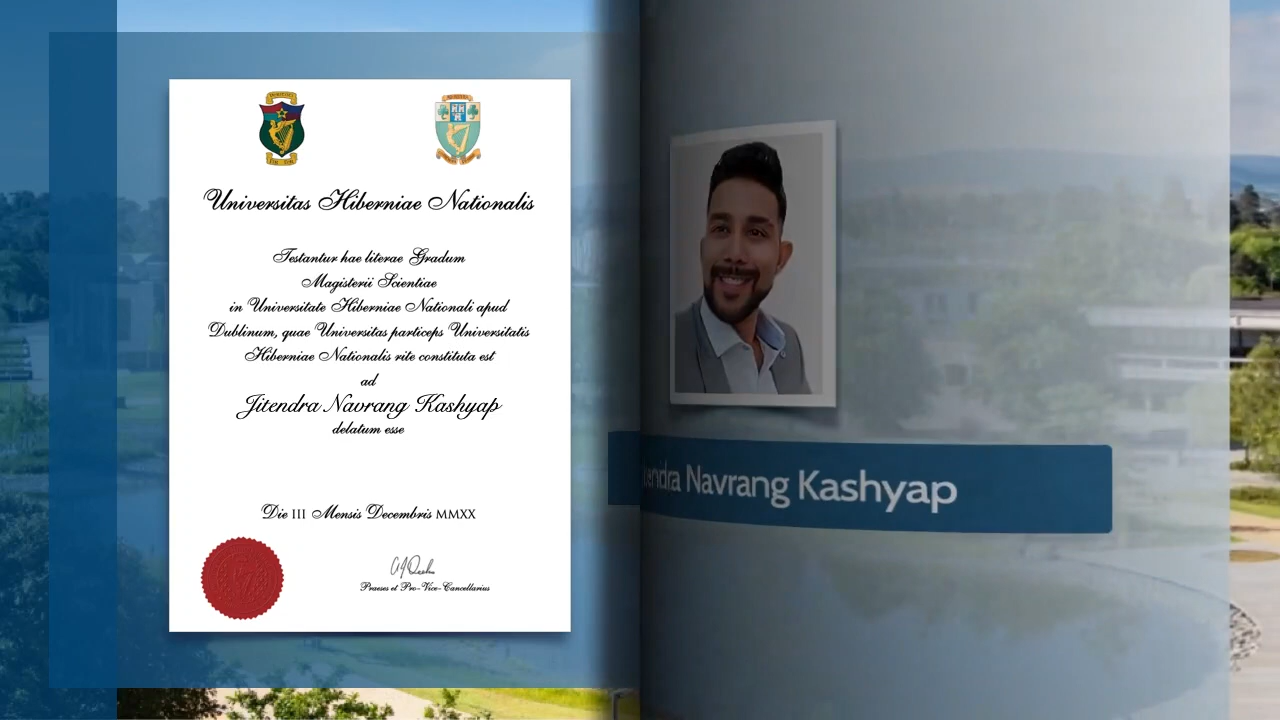 Universitas Hiberniae Nationalis
Testantur hae literae Gradum
Magisterii Scientiae
in Universitate Hiberniae Nationali apud
Dublinum, quae Universitas particeps Universitatis
Hiberniae Nationalis rite constituta est
ad
Jitendra Navrang Kashyap
delatum esse
Die III Mensis Decembris MMXX
Praeses et Pro-Vice-Cancellarius
endra Navrang Kashyap